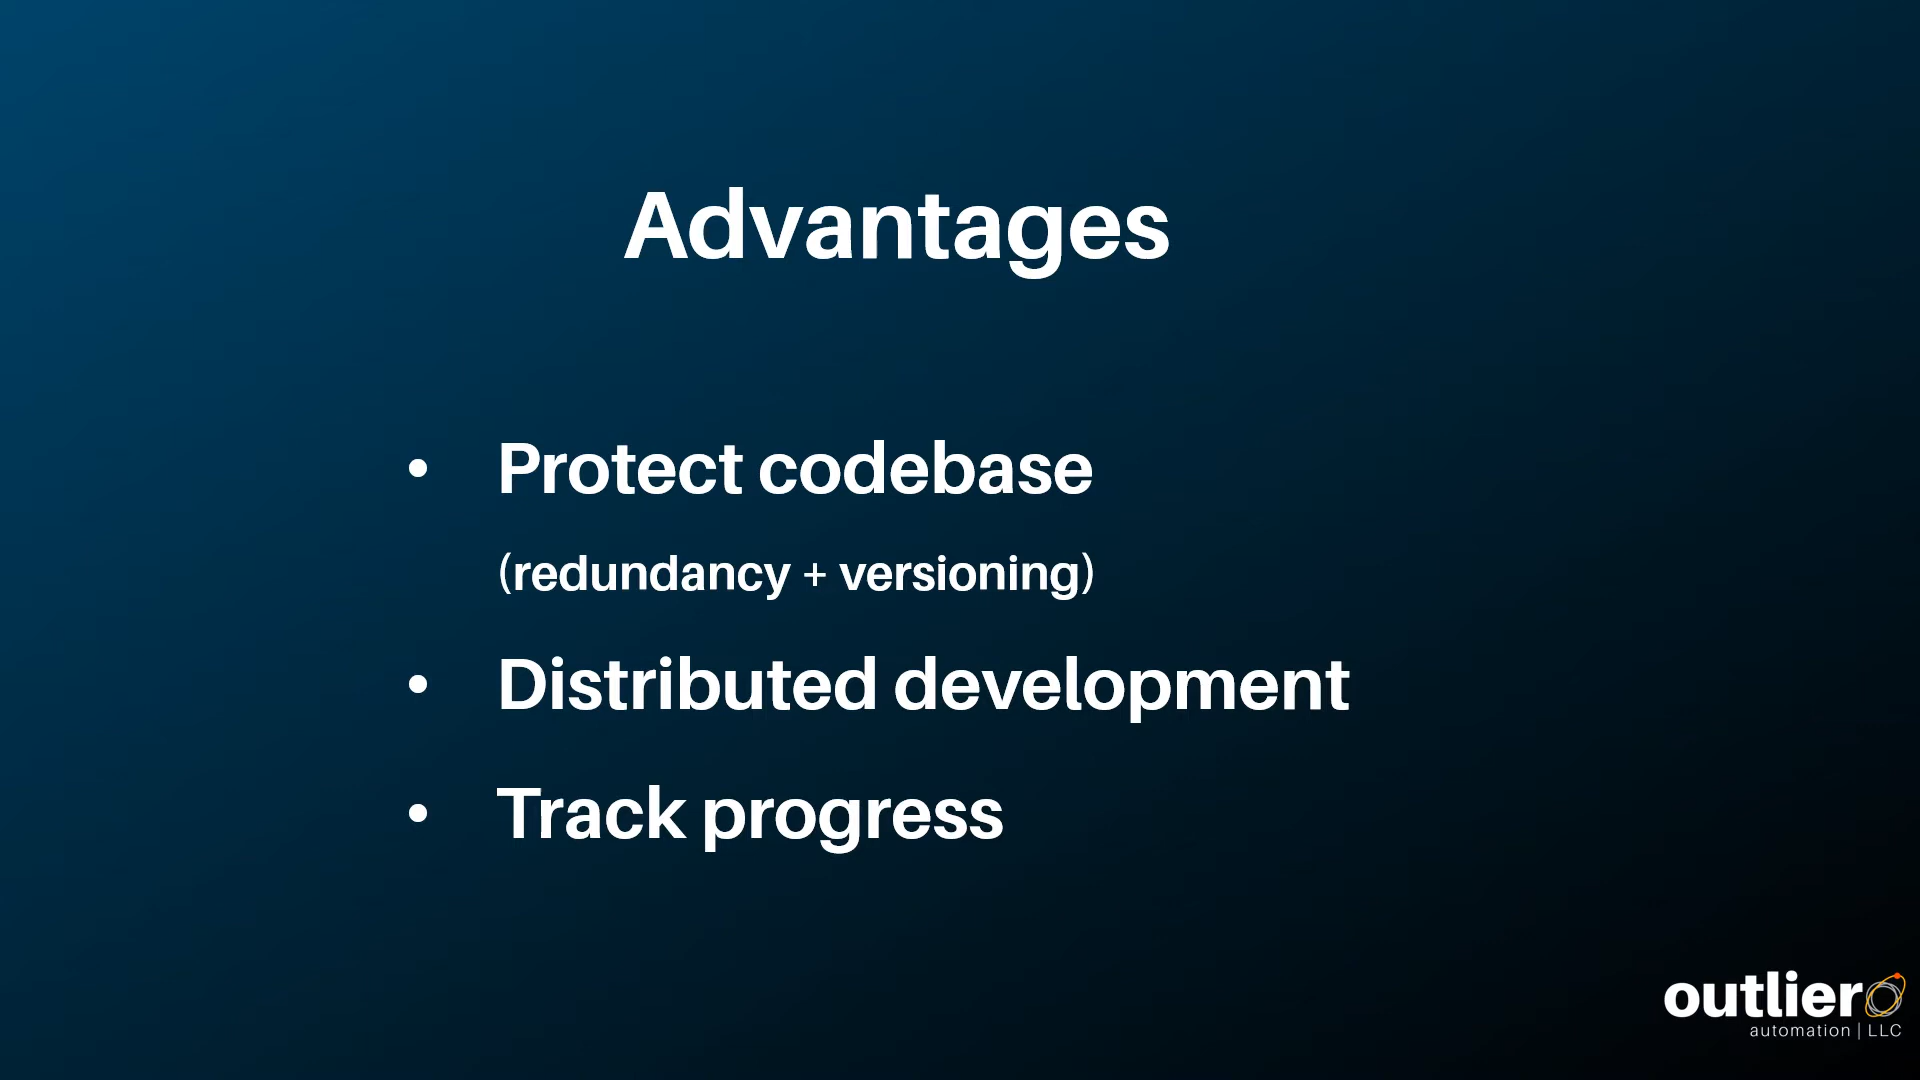 Advantages
• Protect codebase
(redundancy + versioning)
• Distributed development
• Track progress
outlier
automation | LLC